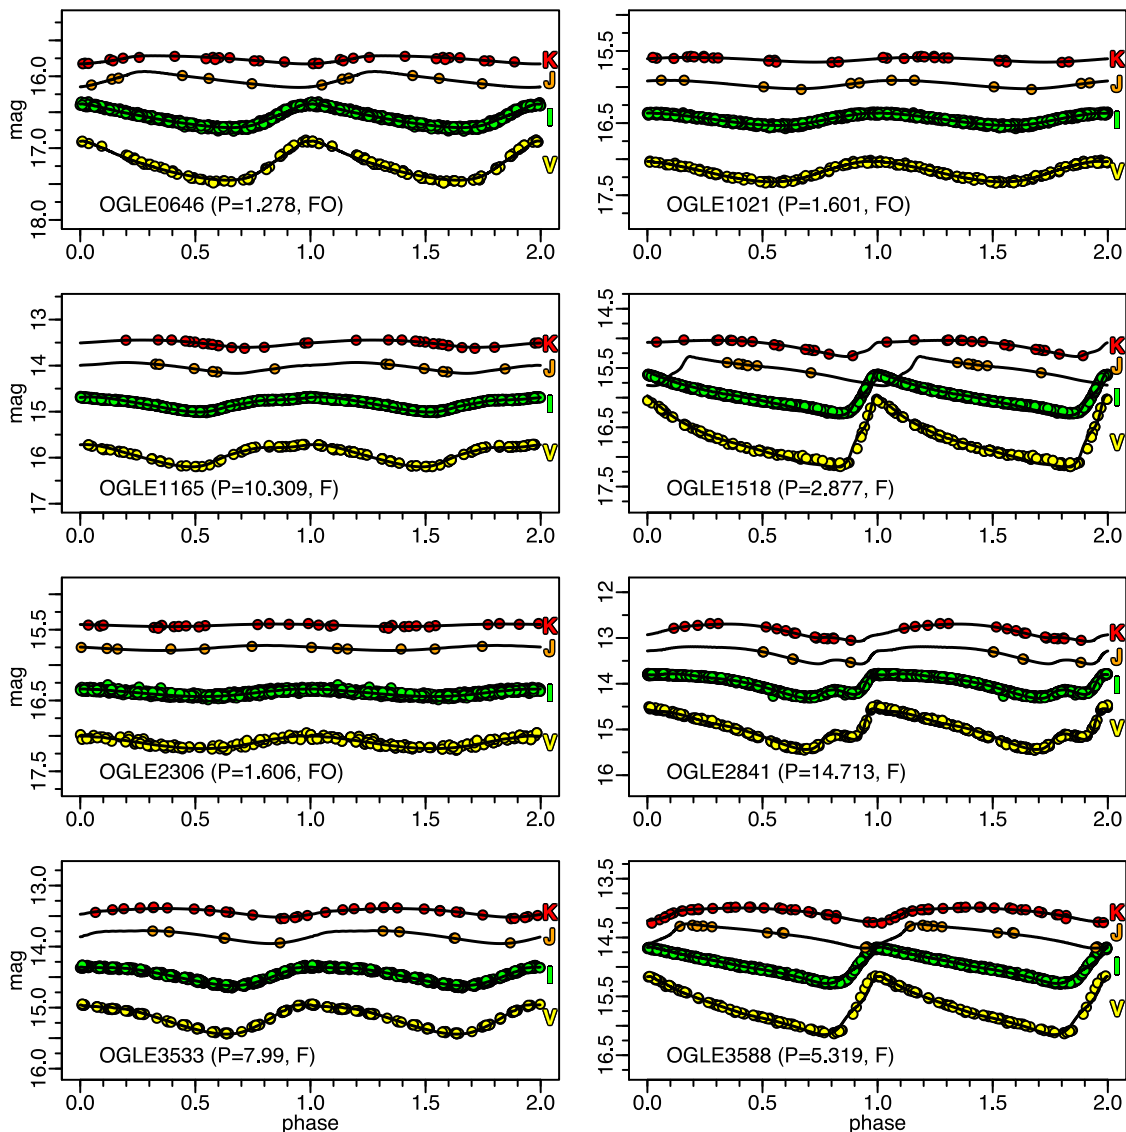 mag
16.0
17.0
18.0
K
J
I
V
OGLE0646 (P=1.278, FO)
0.0 0.5 1.0 1.5 2.0
15.5
16.5
17.5
K
J
I
V
OGLE1021 (P=1.601, FO)
0.0 0.5 1.0 1.5 2.0
mag
13
14
15
16
17
K
J
I
V
OGLE1165 (P=10.309, F)
0.0 0.5 1.0 1.5 2.0
14.5
15.5
16.5
17.5
K
J
I
V
OGLE1518 (P=2.877, F)
0.0 0.5 1.0 1.5 2.0
mag
15.5
16.5
17.5
K
J
I
V
OGLE2306 (P=1.606, FO)
0.0 0.5 1.0 1.5 2.0
12
13
14
15
16
K
J
I
V
OGLE2841 (P=14.713, F)
0.0 0.5 1.0 1.5 2.0
mag
13.0
14.0
15.0
16.0
K
J
I
V
OGLE3533 (P=7.99, F)
0.0 0.5 1.0 1.5 2.0
phase
13.5
14.5
15.5
16.5
K
J
I
V
OGLE3588 (P=5.319, F)
0.0 0.5 1.0 1.5 2.0
phase